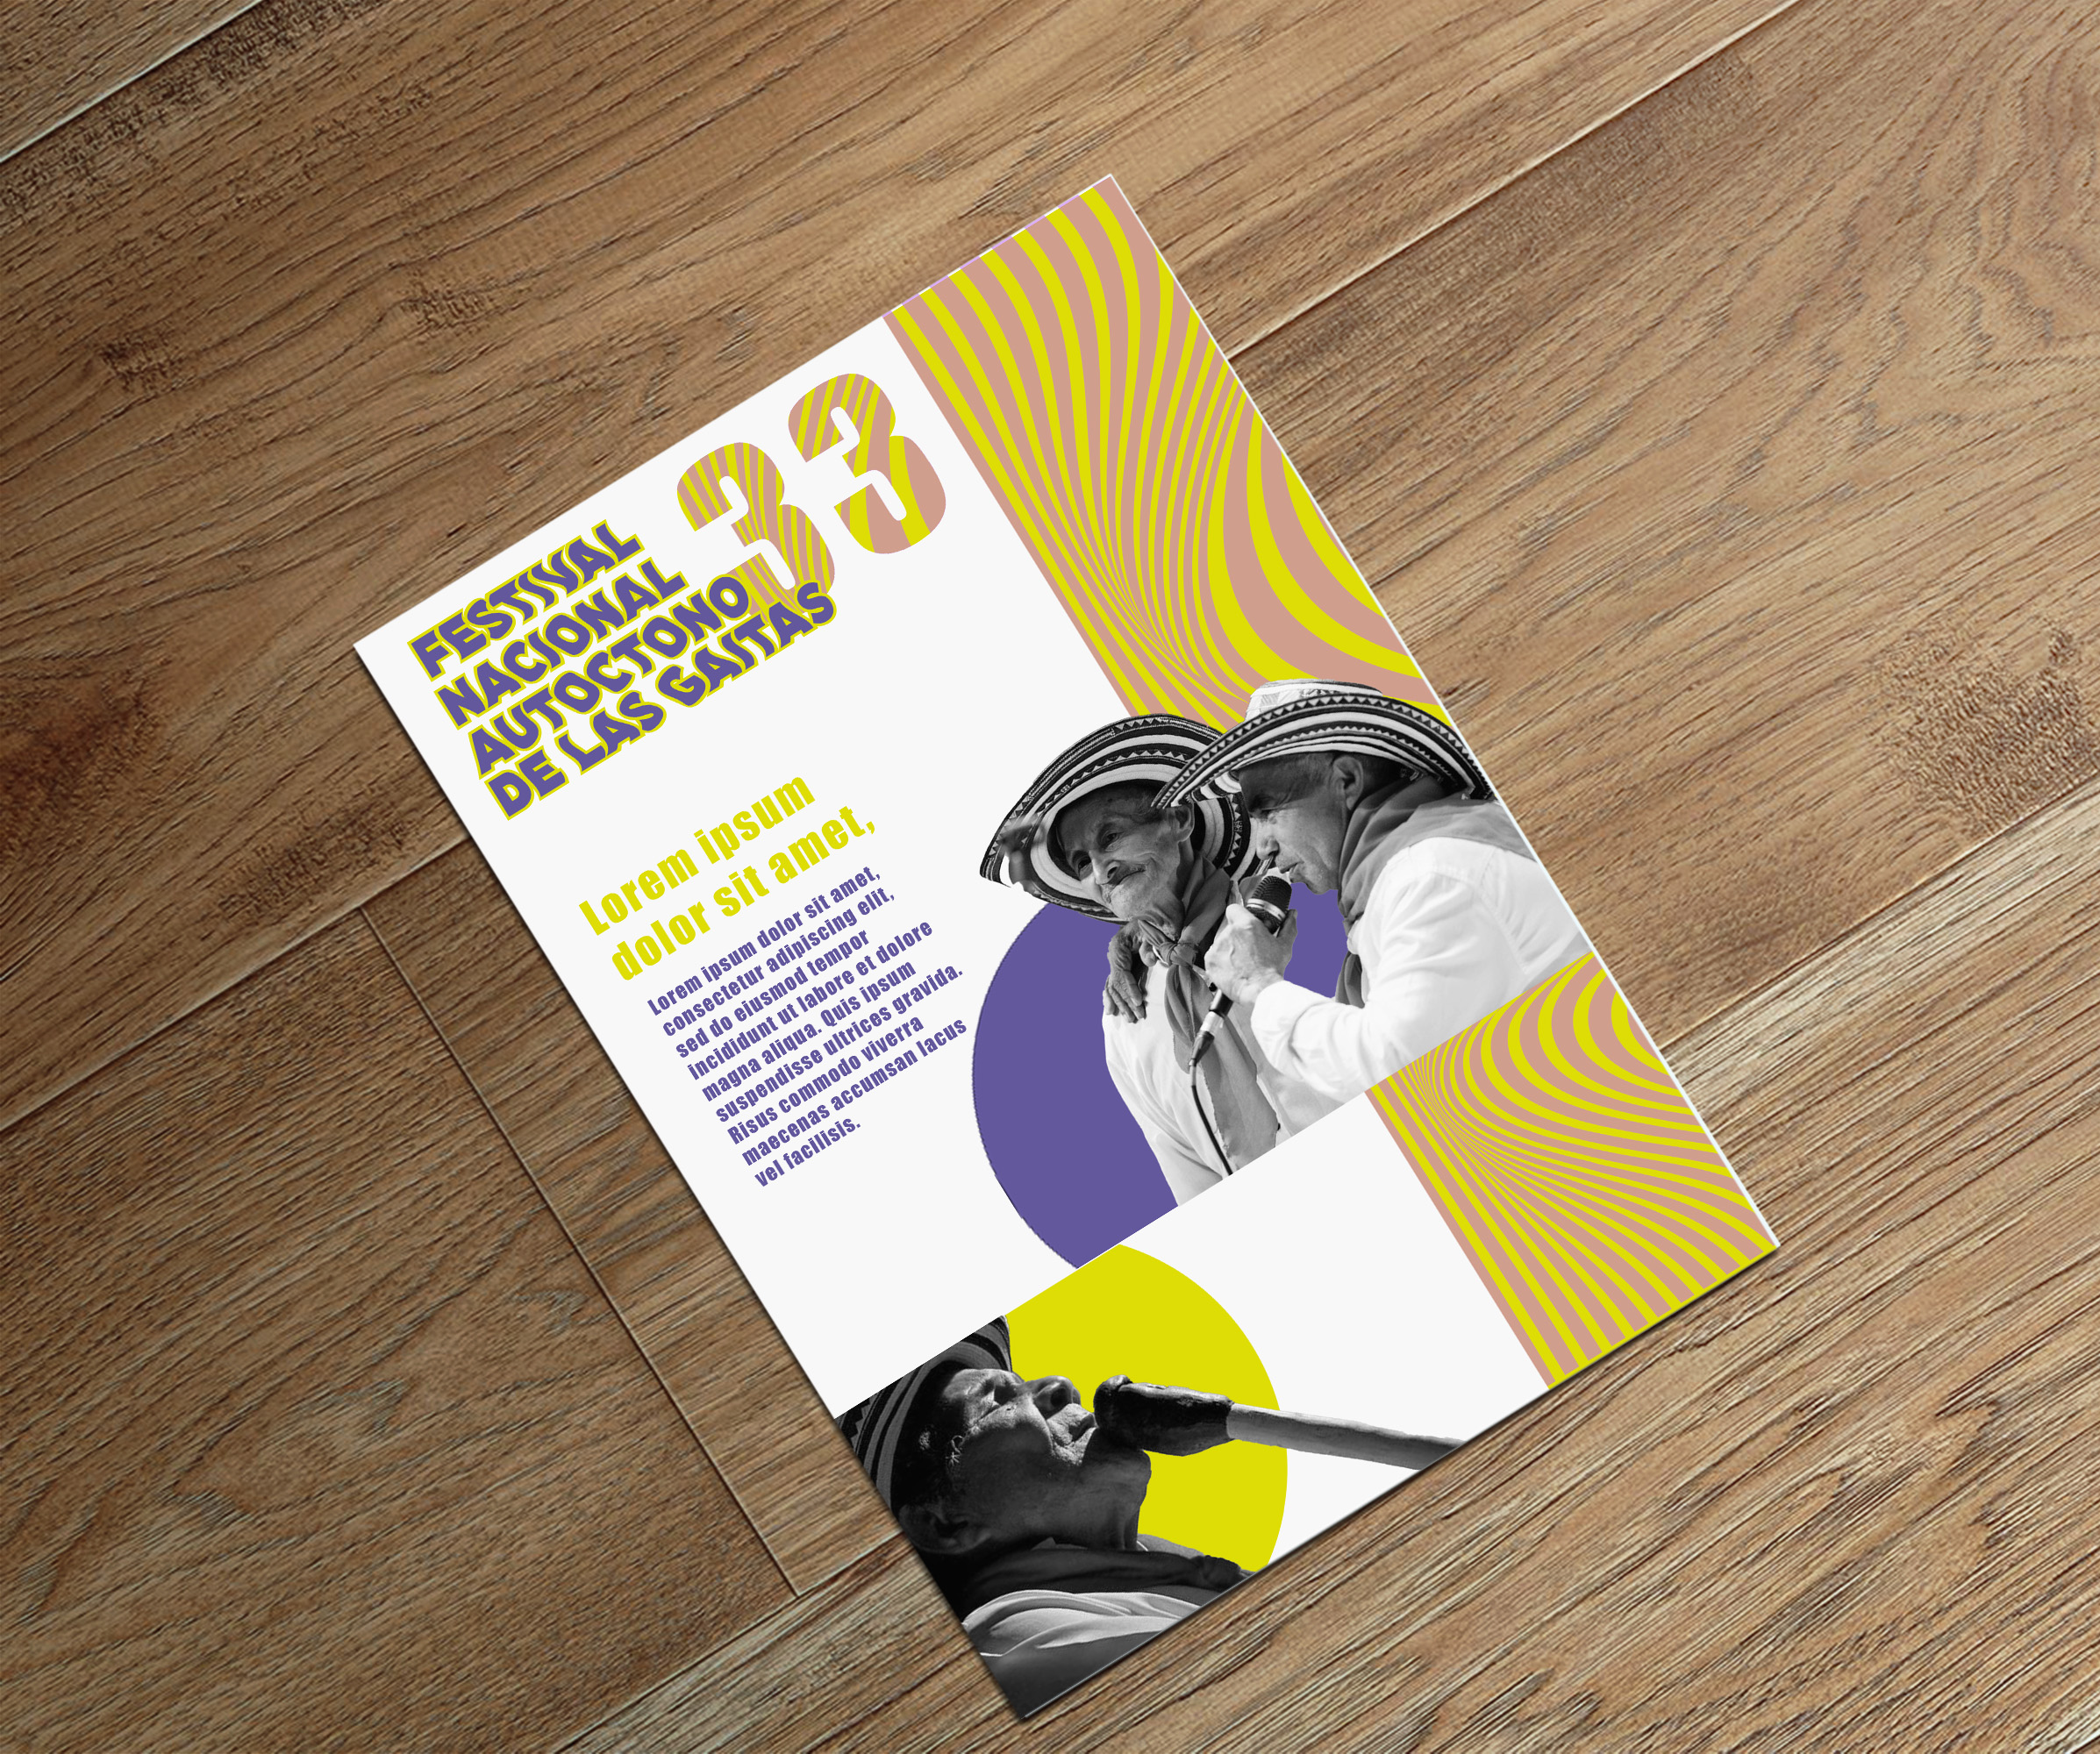 33
FESTIVAL
NACIONAL
AUTOCTONO
DE LAS GAITAS
Lorem ipsum
dolor sit amet,
Lorem ipsum dolor sit amet,
consectetur adipiscing elit,
sed do eiusmod tempor
incididunt ut labore et dolore
magna aliqua. Quis ipsum
suspendisse ultrices gravida.
Risus commodo viverra
maecenas accumsan lacus
vel facilisis.